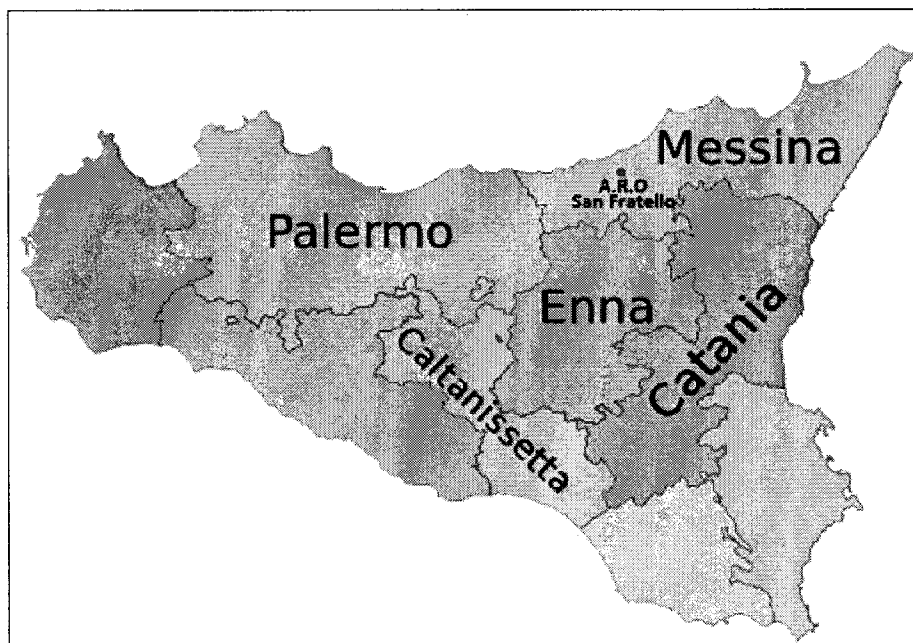 Messina
A.R.O
San Fratello
Palermo
Enna
Catania
Caltanissetta